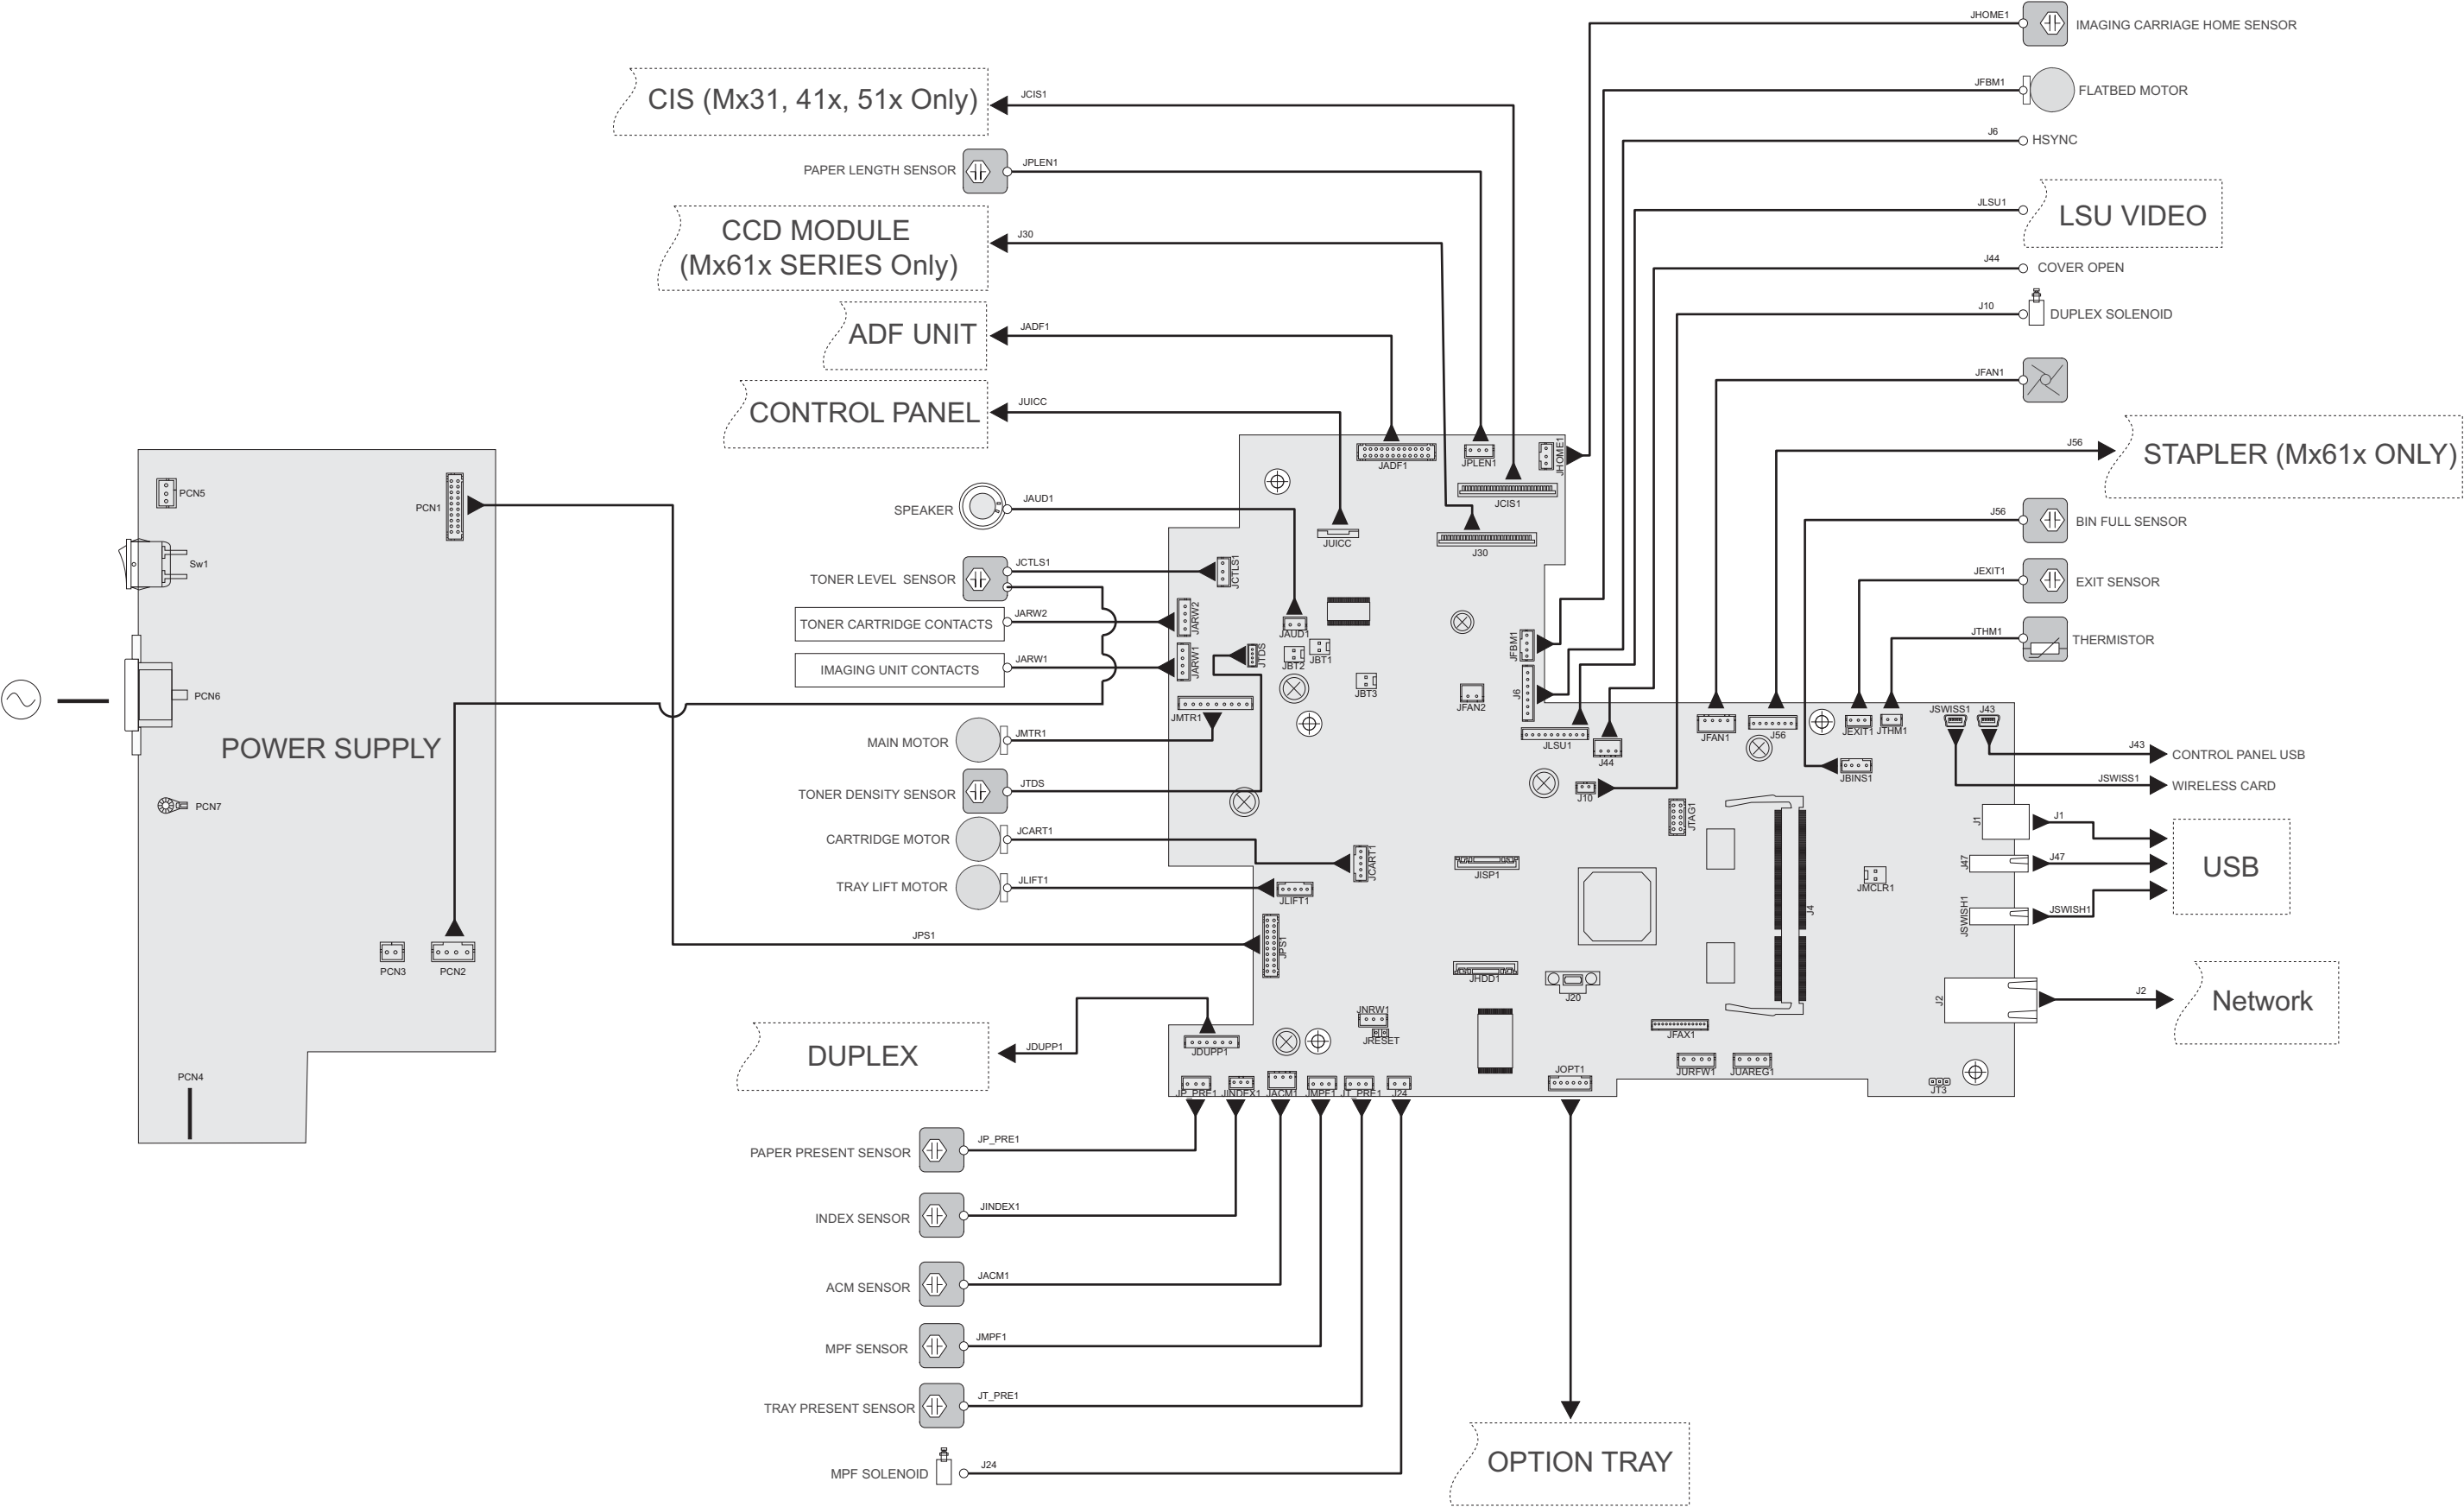 JHOME1
IMAGING CARRIAGE HOME SENSOR
JFBM1
FLATBED MOTOR
J6
HSYNC
JLSU1
LSU VIDEO
J44
COVER OPEN
J10
DUPLEX SOLENOID
JFAN1
J56
STAPLER (Mx61x ONLY)
J56
BIN FULL SENSOR
JEXIT1
EXIT SENSOR
JTHM1
THERMISTOR
CIS (Mx31, 41x, 51x Only)
JCIS1
PAPER LENGTH SENSOR
JPLEN1
CCD MODULE
(Mx61x SERIES Only)
J30
ADF UNIT
JADF1
CONTROL PANEL
JUICC
SPEAKER
JAUD1
TONER LEVEL SENSOR
JCTLS1
TONER CARTRIDGE CONTACTS
JARW2
IMAGING UNIT CONTACTS
JARW1
MAIN MOTOR
JMTR1
TONER DENSITY SENSOR
JTDS
CARTRIDGE MOTOR
JCART1
TRAY LIFT MOTOR
JLIFT1
JPS1
DUPLEX
JDUPP1
PAPER PRESENT SENSOR
JP_PRE1
INDEX SENSOR
JINDEX1
ACM SENSOR
JACM1
MPF SENSOR
JMPF1
TRAY PRESENT SENSOR
JT_PRE1
MPF SOLENOID
J24
PCN5
PCN1
Sw1
PCN6
POWER SUPPLY
PCN7
PCN3
PCN2
PCN4
JADF1
JPLEN1
JHOME1
JCIS1
JUICC
J30
JCTLS1
JARW2
JAUD1
JARW1
JTDS
JBT2
JBT1
JFBM1
JBT3
J6
JMTR1
JFAN2
JLSU1
J44
JFAN1
J56
JEXIT1
JTHM1
JSWISS1
J43
JBINS1
J10
JTAG1
JCART1
JISP1
JLIFT1
JPS1
JHDD1
J20
J4
JMCLR1
JNRW1
JRESET
JFAX1
JDUPP1
JURFW1
JUAREG1
JOPT1
JT3
JP_PRE1
JINDEX1
JACM1
JMPF1
JT_PRE1
J24
J43
CONTROL PANEL USB
JSWISS1
WIRELESS CARD
J1
J1
J47
J47
USB
JSWISH1
JSWISH1
J2
J2
Network
OPTION TRAY